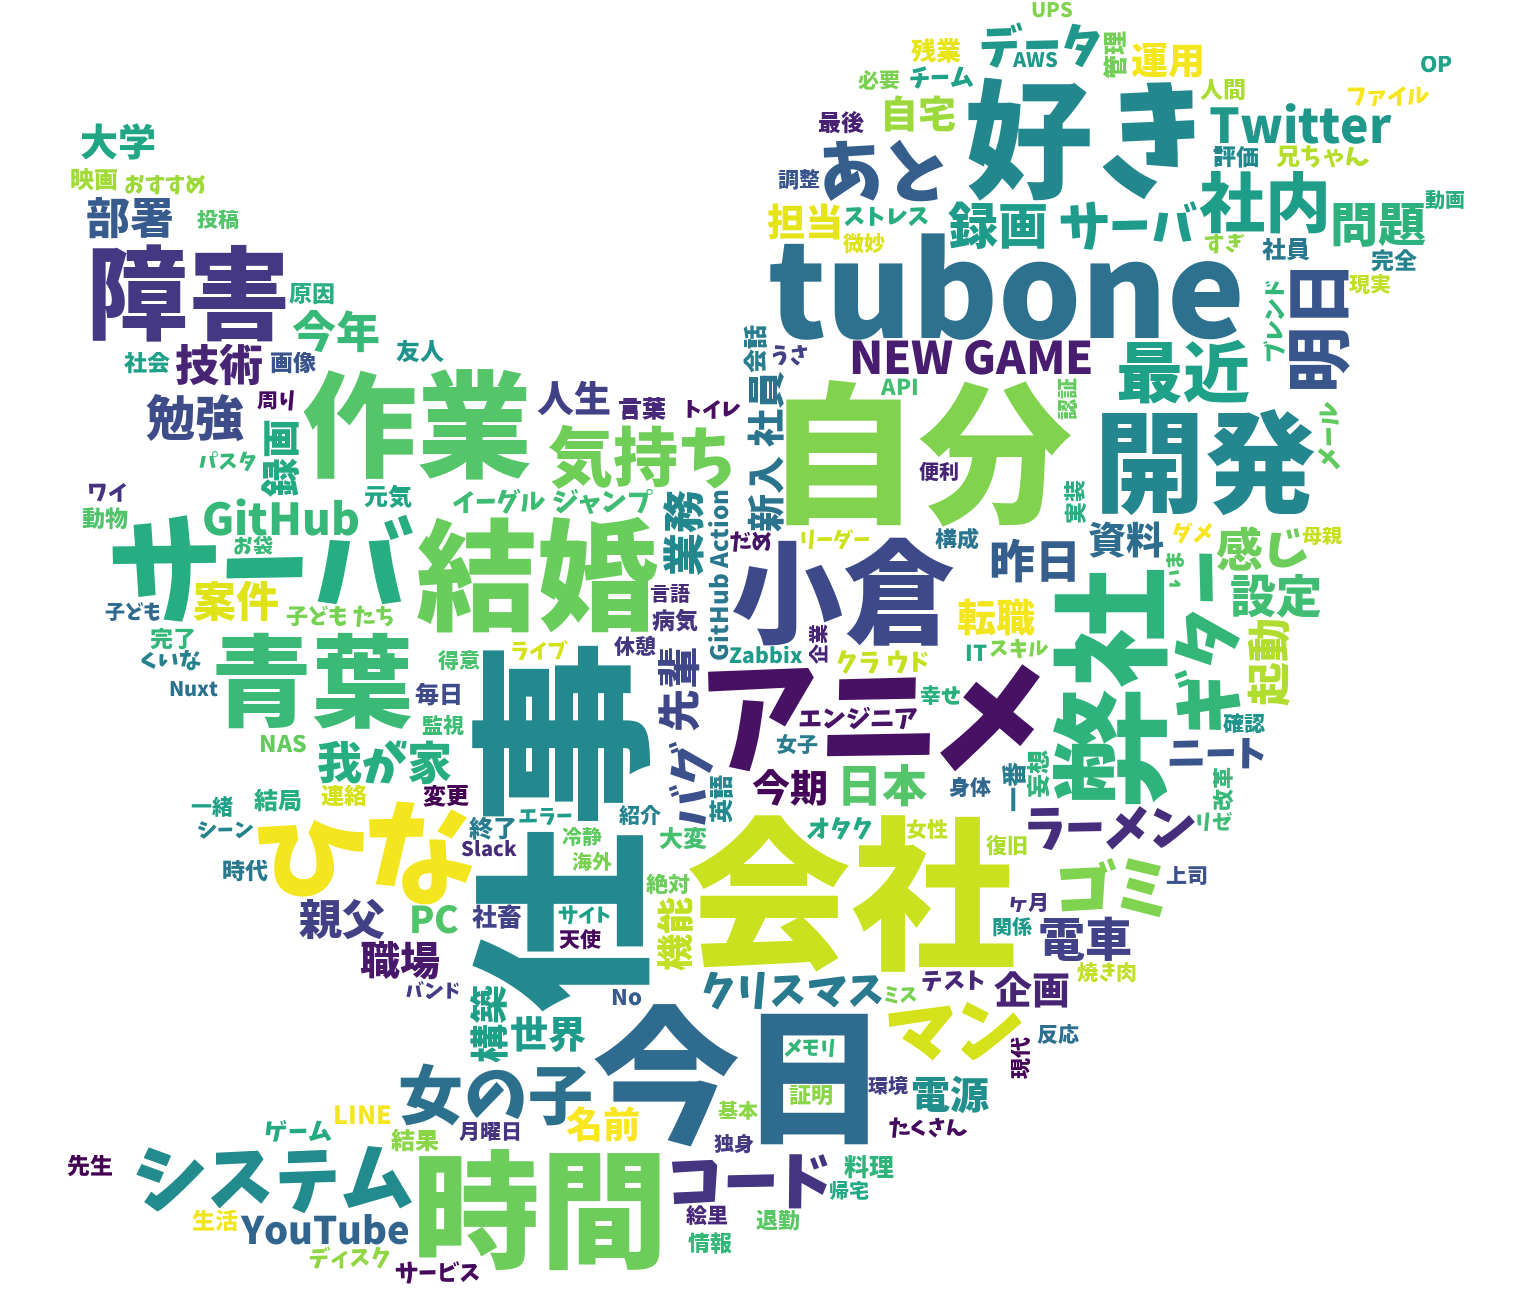 UPS
データ
AWS
管理
残業
運用
OP
必要
チーム
好き
人間
ファイル
自宅
Twitter
最後
大学
あと
評価
兄ちゃん
映画
おすすめ
調整
社内
動画
部署
投稿
担当
ストレス
録画
サーバ
問題
微妙
すぎ
社員
完全
障害
tubone
現実
原因
明日
ブレンド
今年
会話
うさ
NEW GAME
最近
社会
技術
画像
友人
作業
人生
言葉
トイレ
社員
API
認証
自分
開発
メール
周り
勉強
録画
気持ち
パスタ
便利
新入
ワイ
動物
GitHub
元気
イーグル
ジャンプ
業務
GitHub Action
実装
サーバ
お袋
結婚
だめ
リーダー
構成
昨日
資料
ダメ
感じ
母親
小倉
いま
案件
言語
設定
子ども
子ども
たち
病気
転職
弊社
ギター
起動
完了
くいな
青葉
得意
ライブ
休憩
先輩
Zabbix
企業
クラウド
IT
スキル
Nuxt
毎日
仕事
アニメ
エンジニア
幸せ
確認
NAS
監視
女子
ニート
我が家
バグ
英語
今期
日本
身体
一番
妄想
改革
一緒
結局
連絡
変更
エラー
紹介
シーン
ひな
終了
Slack
冷静
大変
オタク
女性
ラーメン
リゼ
時代
海外
会社
復旧
絶対
ゴミ
上司
親父
PC
社畜
サイト
機能
ヶ月
関係
電車
職場
天使
焼き肉
バンド
No
クリスマス
ミス
テスト
企画
構築
世界
今日
マン
反応
現代
メモリ
女の子
環境
電源
証明
LINE
名前
基本
たくさん
ゲーム
結果
月曜日
独身
先生
システム
時間
コード
料理
帰宅
生活
YouTube
絵里
退勤
ディスク
情報
サービス